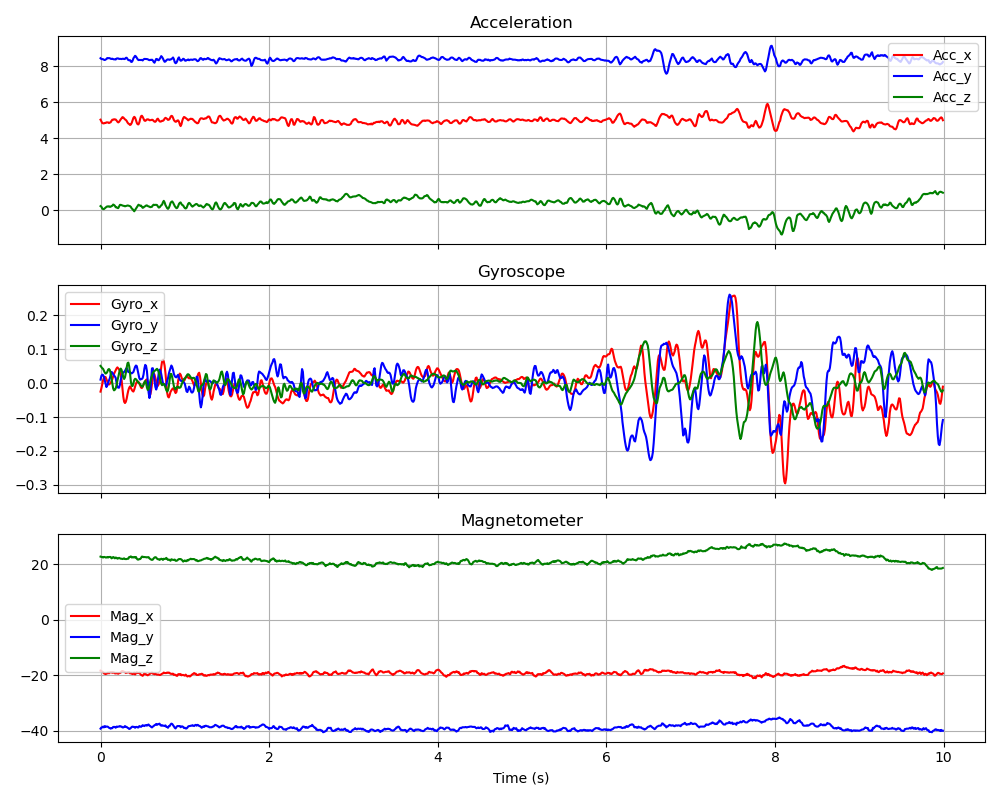 Acceleration
8
6
4
2
0
Acc_x
Acc_y
Acc_z
Gyroscope
0.2
0.1
0.0
−0.1
−0.2
−0.3
Gyro_x
Gyro_y
Gyro_z
Magnetometer
20
0
−20
−40
Mag_x
Mag_y
Mag_z
0 2 4 6 8 10
Time (s)